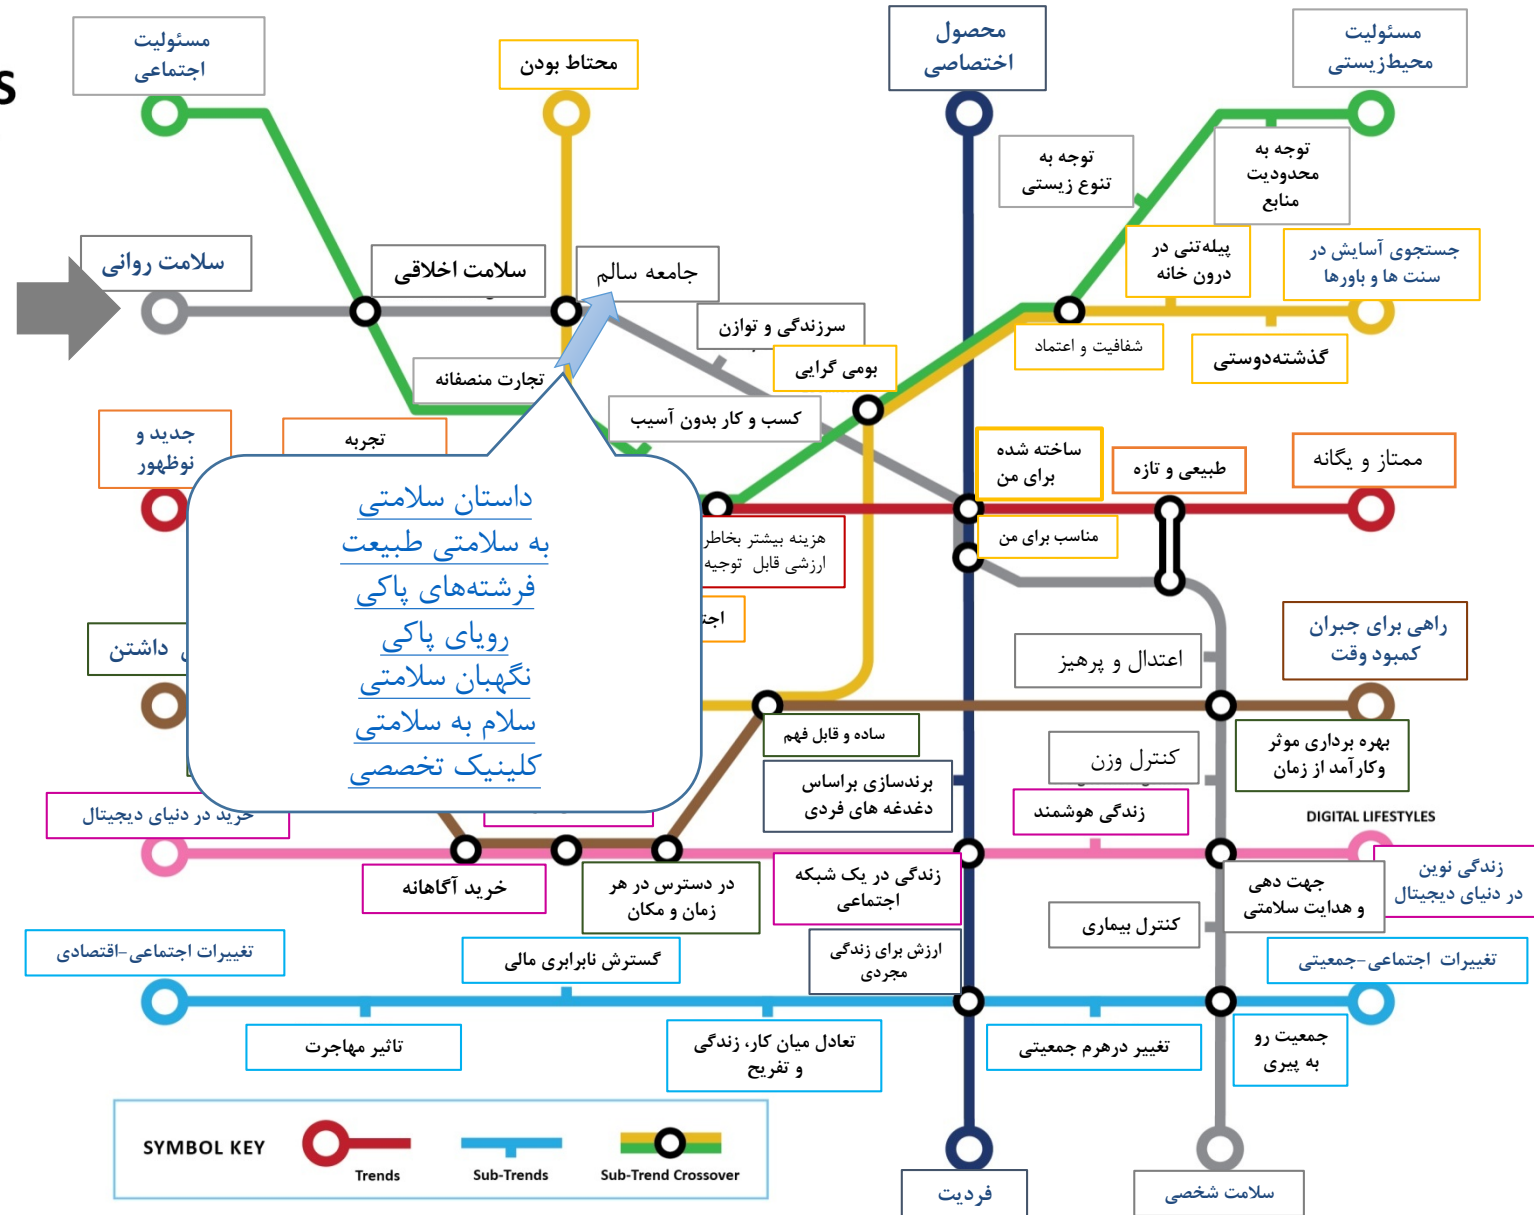 S
مسئولیت
اجتماعی
محتاط بودن
محصول
اختصاصی
مسئولیت
محیط‌زیستی
توجه به
تنوع زیستی
توجه به
محدودیت
منابع
سلامت روانی
سلامت اخلاقی
جامعه سالم
پیله‌تنی در
درون خانه
جستجوی آسایش در
سنت ها و باورها
سرزندگی و توازن
شفافیت و اعتماد
گذشته‌دوستی
بومی گرایی
تجارت منصفانه
کسب و کار بدون آسیب
جدید و
نوظهور
تجربه
ساخته شده
برای من
طبیعی و تازه
ممتاز و یگانه
داستان سلامتی
به سلامتی طبیعت
فرشته‌های پاکی
رویای پاکی
نگهبان سلامتی
سلام به سلامتی
کلینیک تخصصی
هزینه بیشتر بخاطر
ارزشی قابل توجیه
مناسب برای من
داشتن
اعتدال و پرهیز
راهی برای جبران
کمبود وقت
ساده و قابل فهم
بهره برداری موثر
وکارآمد از زمان
کنترل وزن
برندسازی براساس
دغدغه های فردی
زندگی هوشمند
خرید در دنیای دیجیتال
DIGITAL LIFESTYLES
خرید آگاهانه
در دسترس در هر
زمان و مکان
زندگی در یک شبکه
اجتماعی
جهت دهی
و هدایت سلامتی
زندگی نوین
در دنیای دیجیتال
کنترل بیماری
تغییرات اجتماعی-اقتصادی
گسترش نابرابری مالی
ارزش برای زندگی
مجردی
تغییرات اجتماعی-جمعیتی
تاثیر مهاجرت
تعادل میان کار، زندگی
و تفریح
تغییر درهرم جمعیتی
جمعیت رو
به پیری
SYMBOL KEY
Trends
Sub-Trends
Sub-Trend Crossover
فردیت
سلامت شخصی